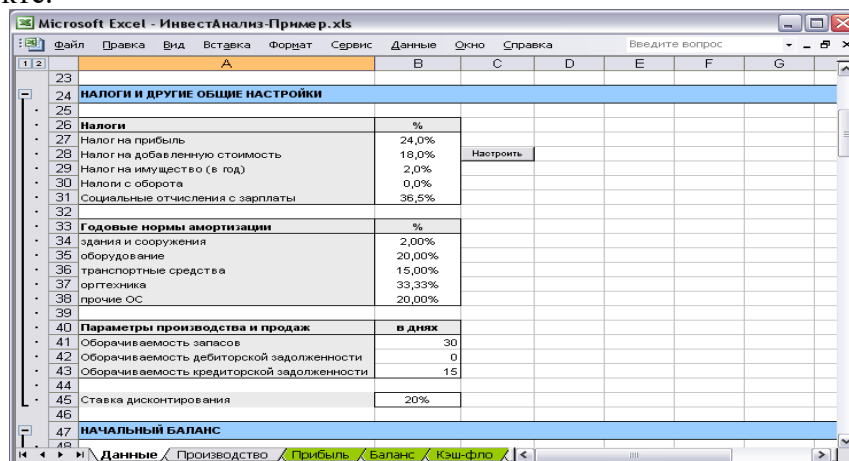 кте.
Microsoft Excel - ИнвестАнализ-Пример.xls
Файл Правка Вид Вставка Формат Сервис Данные Окно Справка Введите вопрос
1 2 A B C D E F G
23
24 НАЛОГИ И ДРУГИЕ ОБЩИЕ НАСТРОЙКИ
25
26 Налоги %
27 Налог на прибыль 24,0%
28 Налог на добавленную стоимость 18,0% Настроить
29 Налог на имущество (в год) 2,0%
30 Налоги с оборота 0,0%
31 Социальные отчисления с зарплаты 36,5%
32
33 Годовые нормы амортизации %
34 здания и сооружения 2,00%
35 оборудование 20,00%
36 транспортные средства 15,00%
37 оргтехника 33,33%
38 прочие ОС 20,00%
39
40 Параметры производства и продаж в днях
41 Оборачиваемость запасов 30
42 Оборачиваемость дебиторской задолженности 0
43 Оборачиваемость кредиторской задолженности 15
44
45 Ставка дисконтирования 20%
46
47 НАЧАЛЬНЫЙ БАЛАНС
48
Данные Производство Прибыль Баланс Кэш-фло